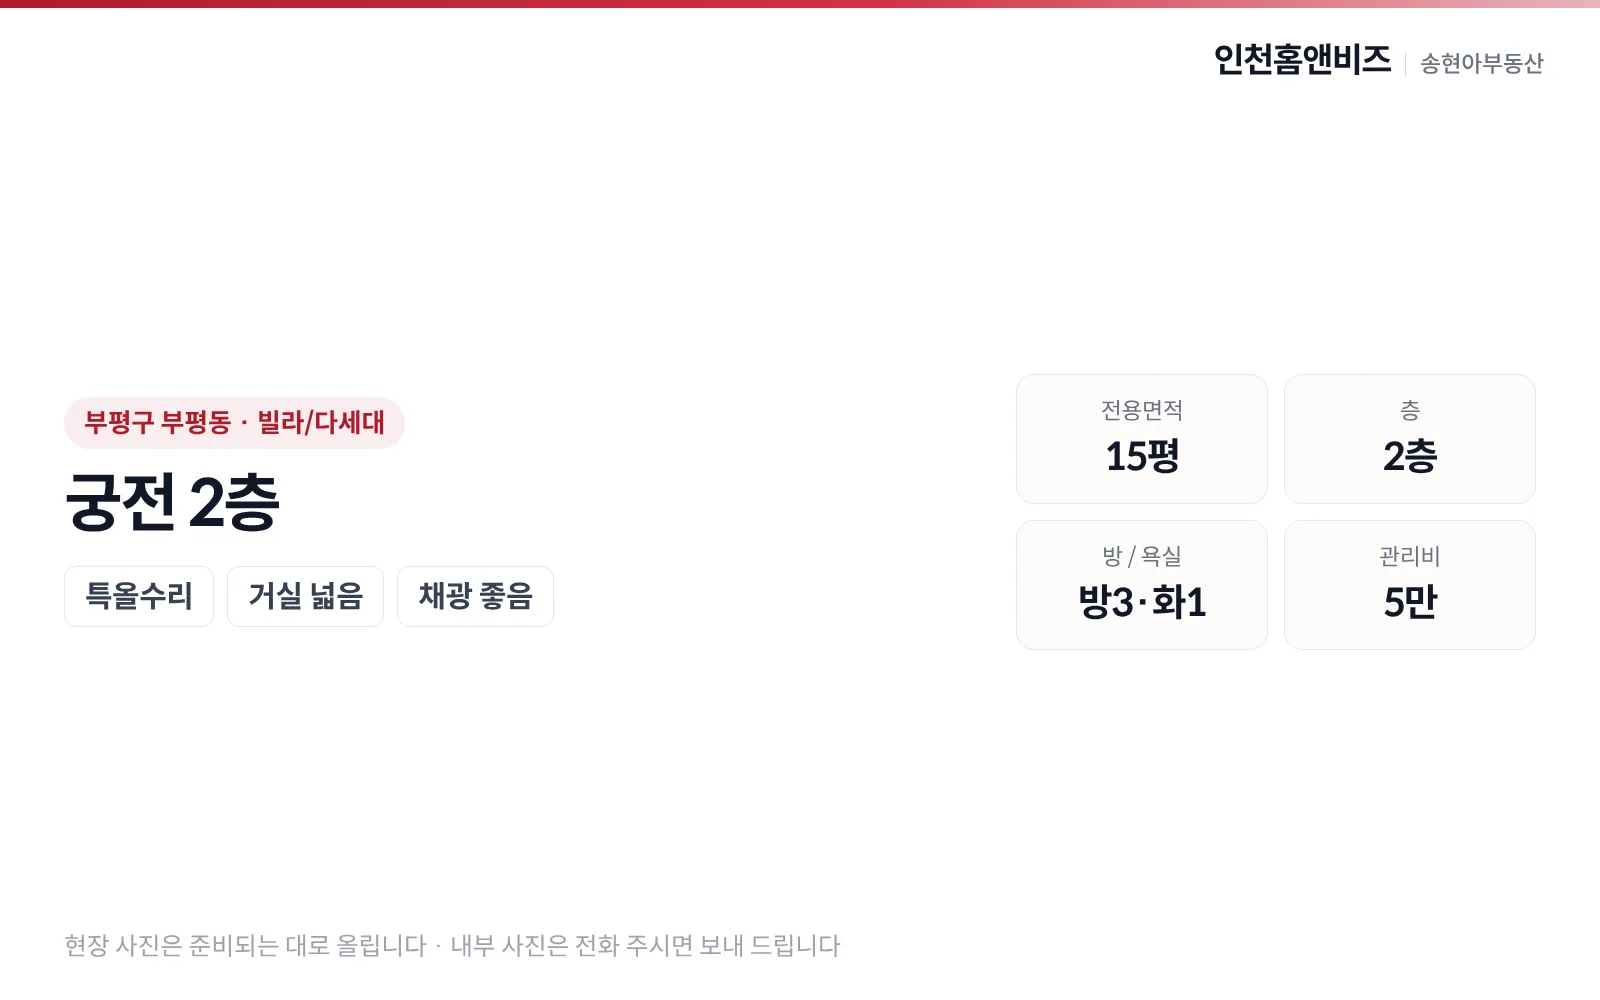 인천홈앤비즈 | 송현아부동산
부평구 부평동 · 빌라/다세대
궁전 2층
특올수리
거실 넓음
채광 좋음
전용면적
15평
층
2층
방 / 욕실
방3·화1
관리비
5만
현장 사진은 준비되는 대로 올립니다 · 내부 사진은 전화 주시면 보내 드립니다